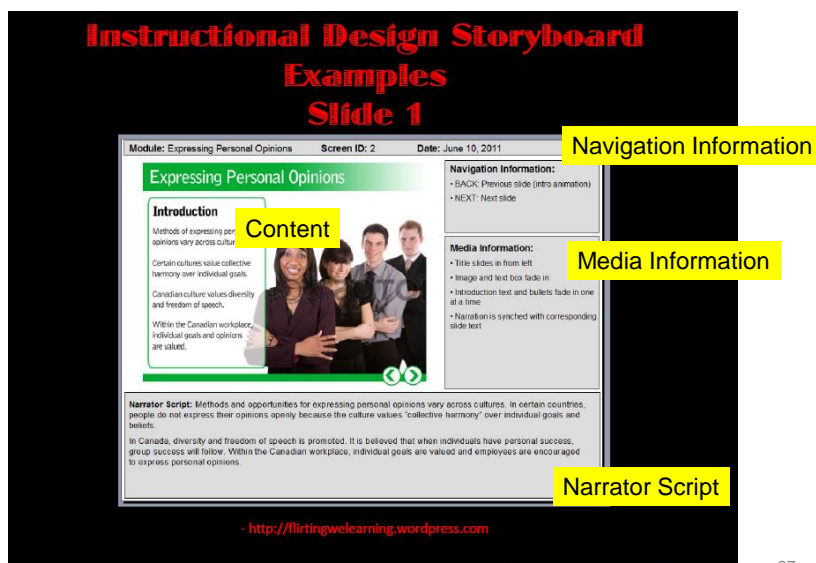 Instructional Design Storyboard
Examples
Slide 1
Module: Expressing Personal Opinions Screen ID: 2 Date: June 10, 2011
Navigation Information
Expressing Personal Opinions
Introduction
Methods of expressing
opinions vary across
Certain cultures value collective
harmony over individual goals.
Canadian culture values diversity
and freedom of speech.
Within the Canadian workplace,
individual goals and opinions
are valued.
Content
Navigation Information:
• BACK: Previous slide (intro animation)
• NEXT: Next slide
Media Information:
• Title slides in from left
• Image and text box fade in
• Introduction text and bullets fade in one
at a time
• Narration is synched with corresponding
slide text
Media Information
Narrator Script: Methods and opportunities for expressing personal opinions vary across cultures. In certain countries,
people do not express their opinions openly because the culture values "collective harmony" over individual goals and
beliefs.
In Canada, diversity and freedom of speech is promoted. It is believed that when individuals have personal success,
group success will follow. Within the Canadian workplace, individual goals are valued and employees are encouraged
to express personal opinions.
Narrator Script
- http://flirtingwelearning.wordpress.com